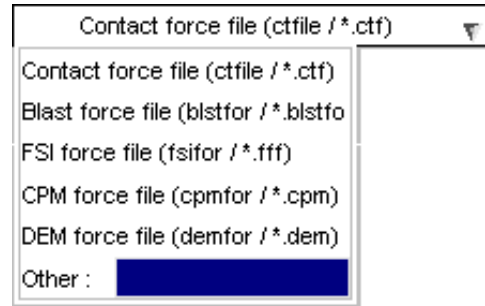 Contact force file (ctfile / *.ctf)
Contact force file (ctfile / *.ctf)
Blast force file (blstfor / *.blstfo
FSI force file (fsifor / *.fff)
CPM force file (cpmfor / *.cpm)
DEM force file (demfor / *.dem)
Other :